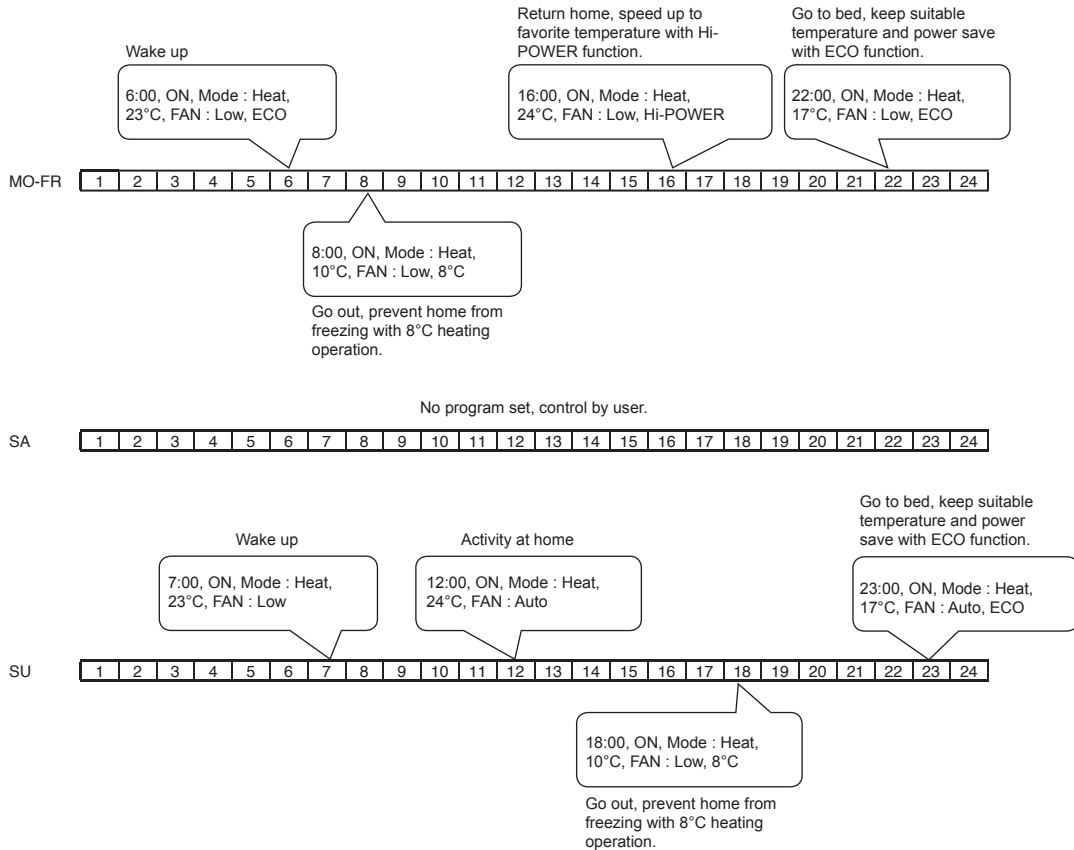 Wake up
6:00, ON, Mode : Heat,
23°C, FAN : Low, ECO
Return home, speed up to
favorite temperature with Hi-
POWER function.
16:00, ON, Mode : Heat,
24°C, FAN : Low, Hi-POWER
Go to bed, keep suitable
temperature and power save
with ECO function.
22:00, ON, Mode : Heat,
17°C, FAN : Low, ECO
MO-FR 1 2 3 4 5 6 7 8 9 10 11 12 13 14 15 16 17 18 19 20 21 22 23 24
8:00, ON, Mode : Heat,
10°C, FAN : Low, 8°C
Go out, prevent home from
freezing with 8°C heating
operation.
No program set, control by user.
SA 1 2 3 4 5 6 7 8 9 10 11 12 13 14 15 16 17 18 19 20 21 22 23 24
Wake up
7:00, ON, Mode : Heat,
23°C, FAN : Low
Activity at home
12:00, ON, Mode : Heat,
24°C, FAN : Auto
Go to bed, keep suitable
temperature and power
save with ECO function.
23:00, ON, Mode : Heat,
17°C, FAN : Auto, ECO
SU 1 2 3 4 5 6 7 8 9 10 11 12 13 14 15 16 17 18 19 20 21 22 23 24
18:00, ON, Mode : Heat,
10°C, FAN : Low, 8°C
Go out, prevent home from
freezing with 8°C heating
operation.